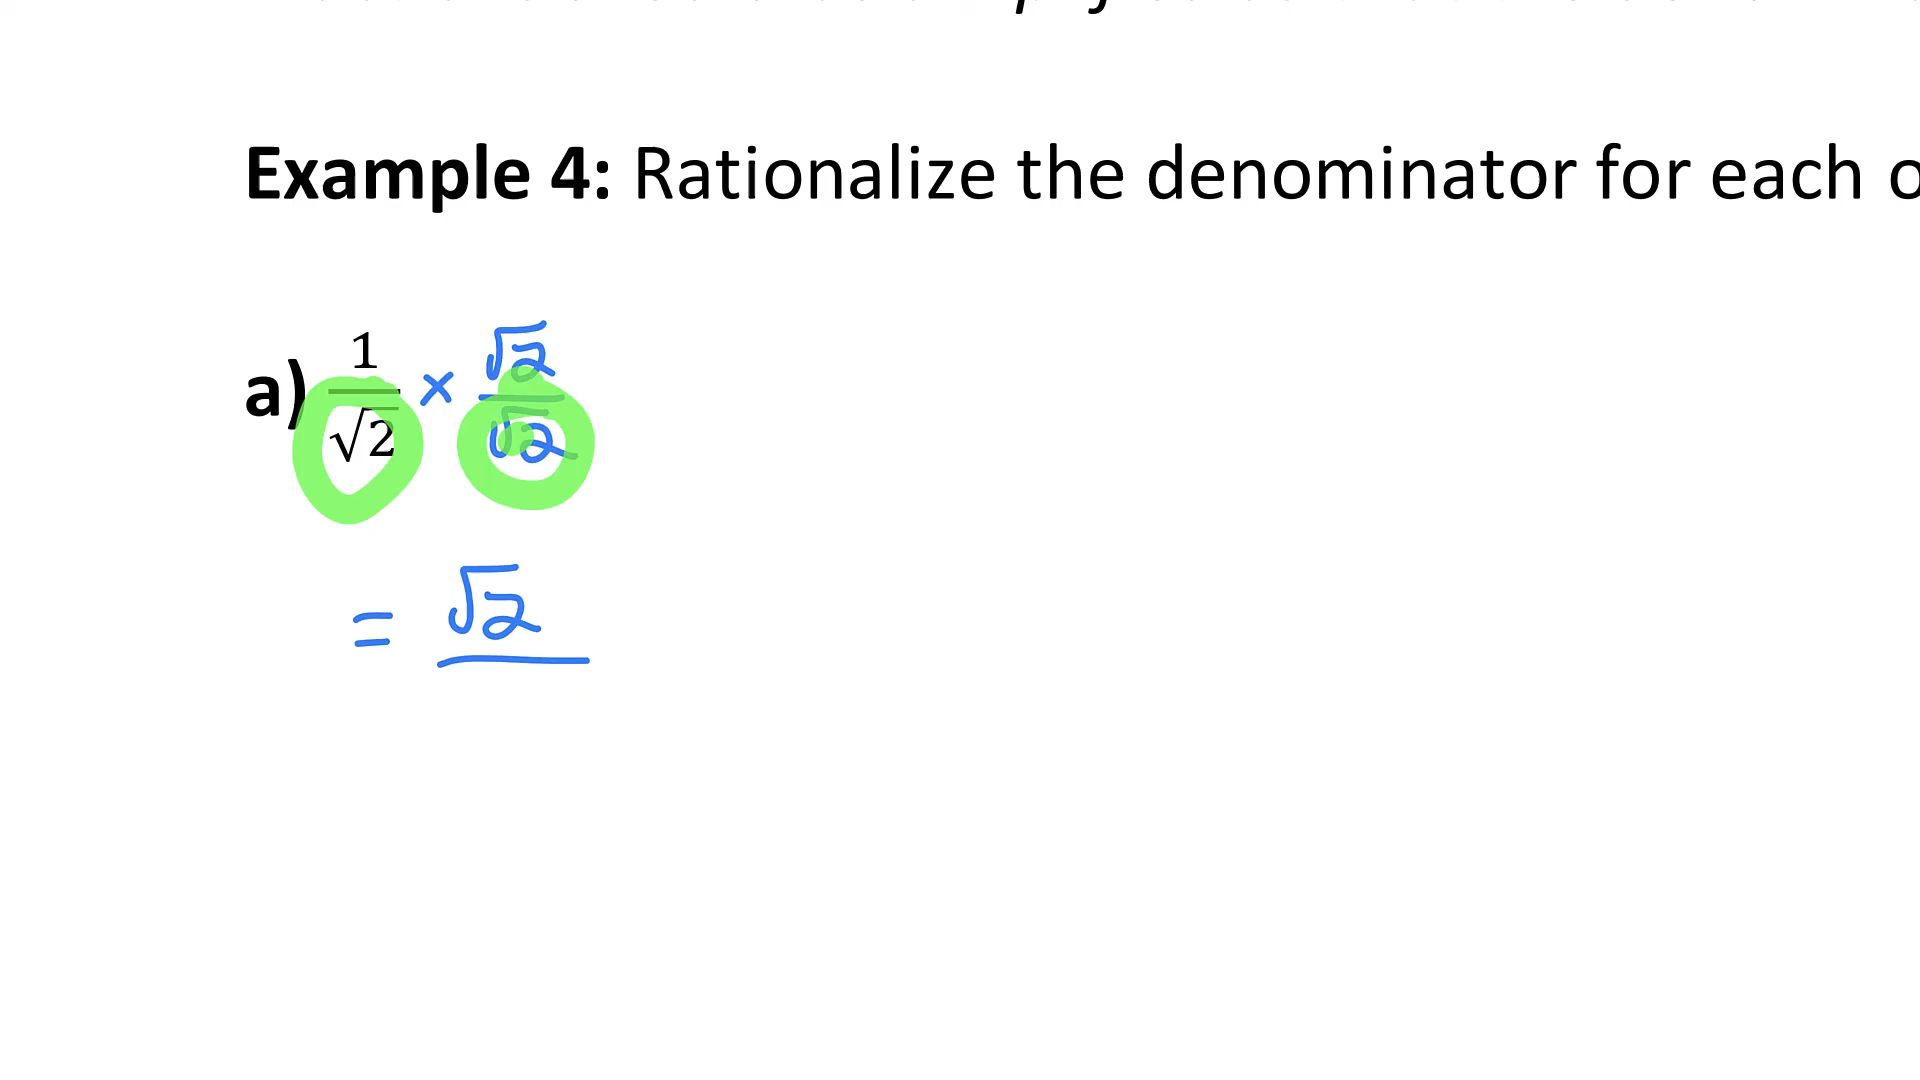 Example 4: Rationalize the denominator for each o
a) 1/√2 × √2/√2
= √2